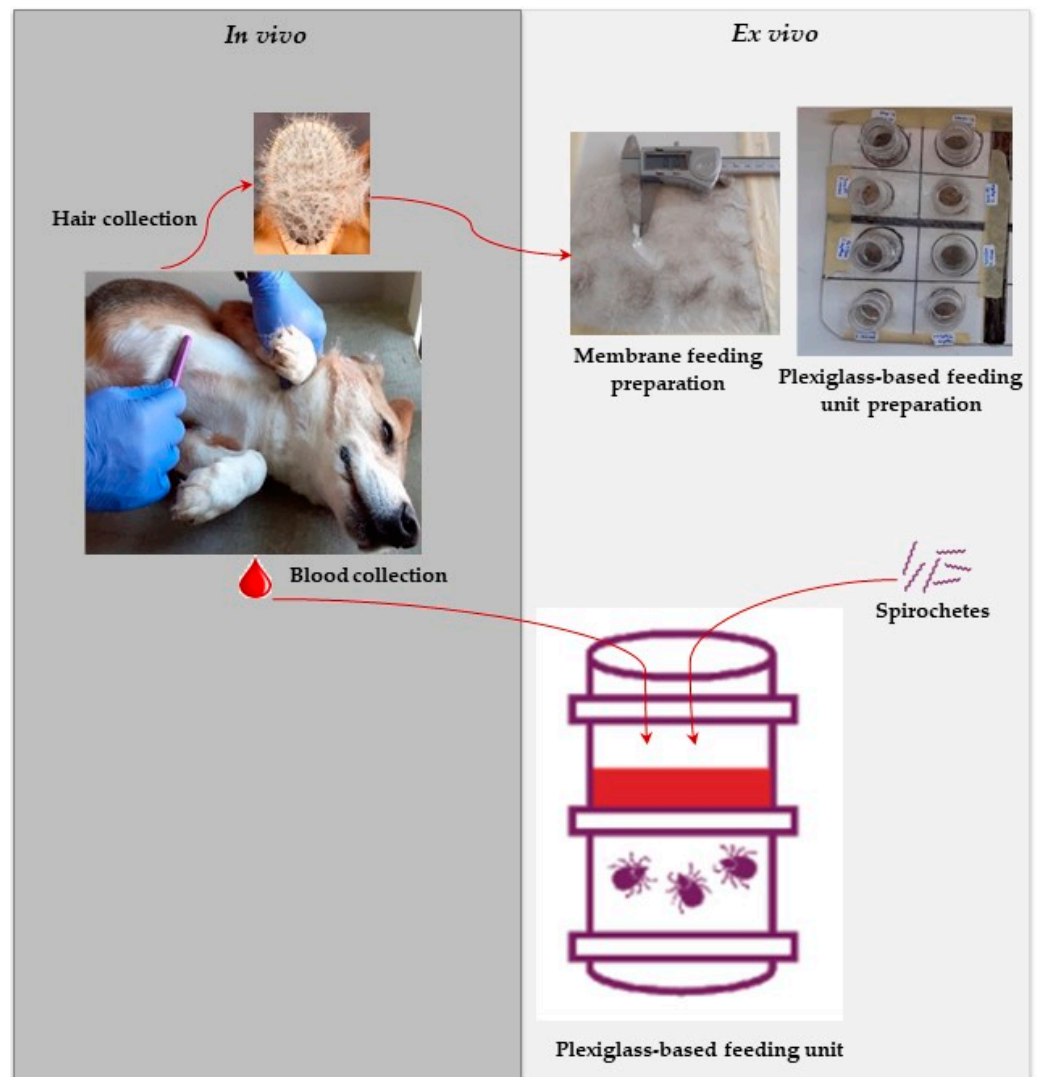 In vivo
Ex vivo
Hair collection
Membrane feeding
preparation
Plexiglass-based feeding
unit preparation
Blood collection
Spirochetes
Plexiglass-based feeding unit